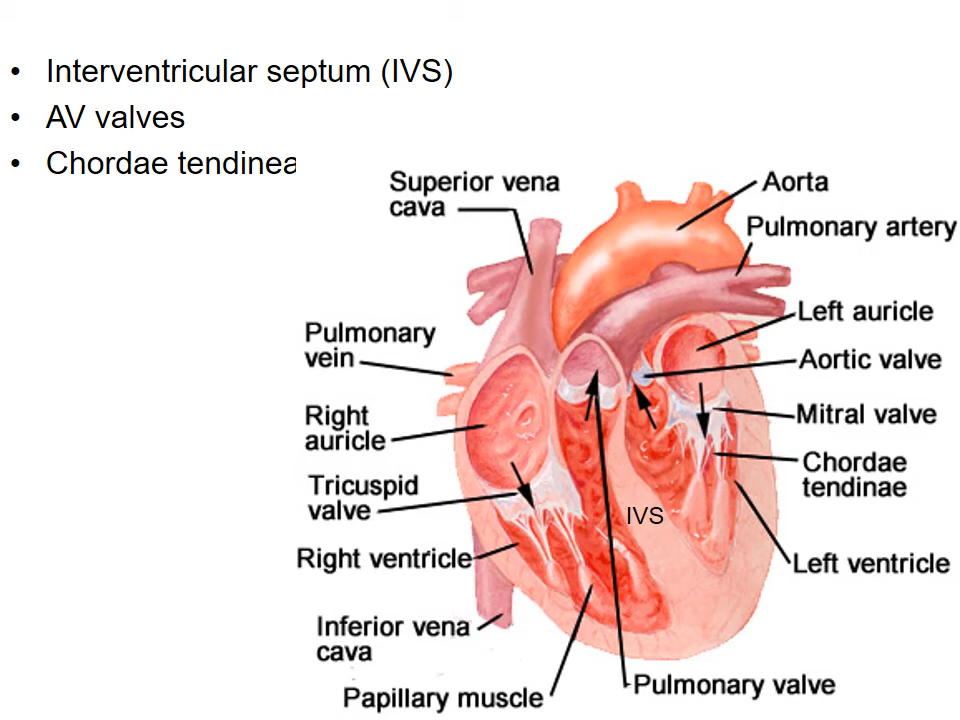 • Interventricular septum (IVS)
• AV valves
• Chordae tendinea
Superior vena
cava
Aorta
Pulmonary artery
Left auricle
Pulmonary
vein
Aortic valve
Right
auricle
Mitral valve
Chordae
tendinae
Tricuspid
valve
IVS
Right ventricle
Left ventricle
Inferior vena
cava
Papillary muscle
Pulmonary valve